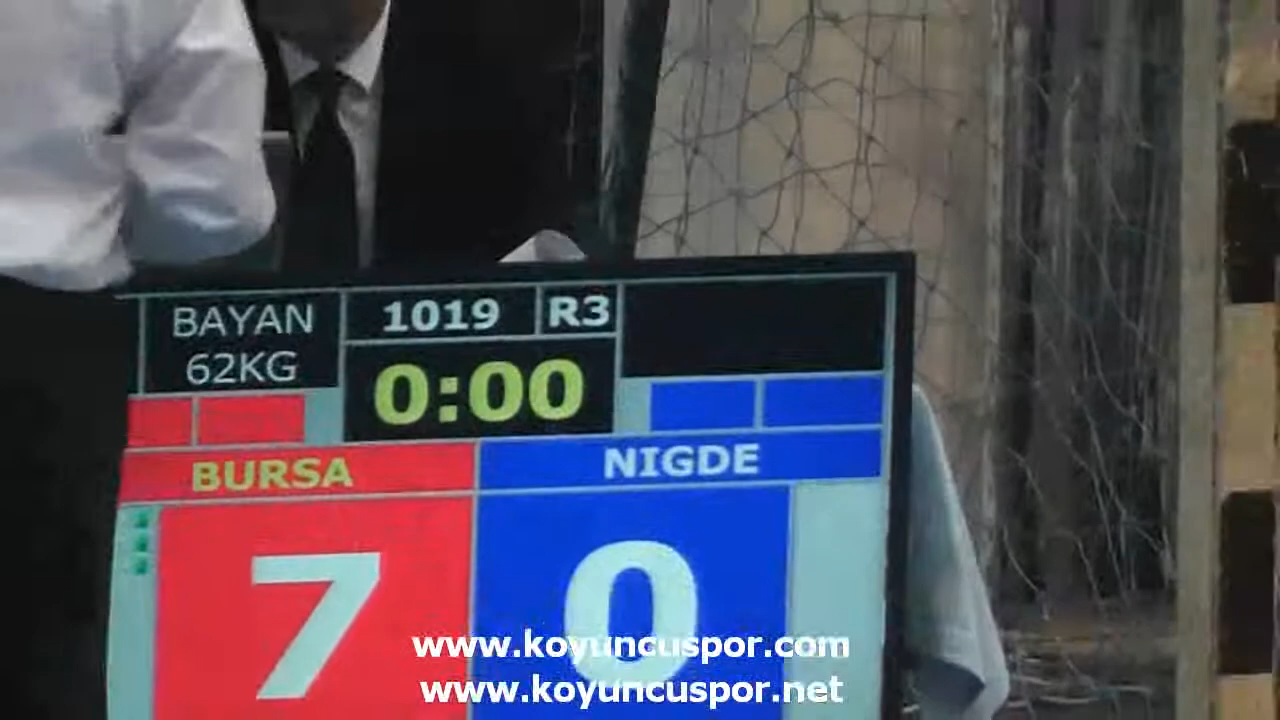 BAYAN
62KG
1019
R3
0:00
BURSA
NIGDE
7
0
www.koyuncuspor.com
www.koyuncuspor.net